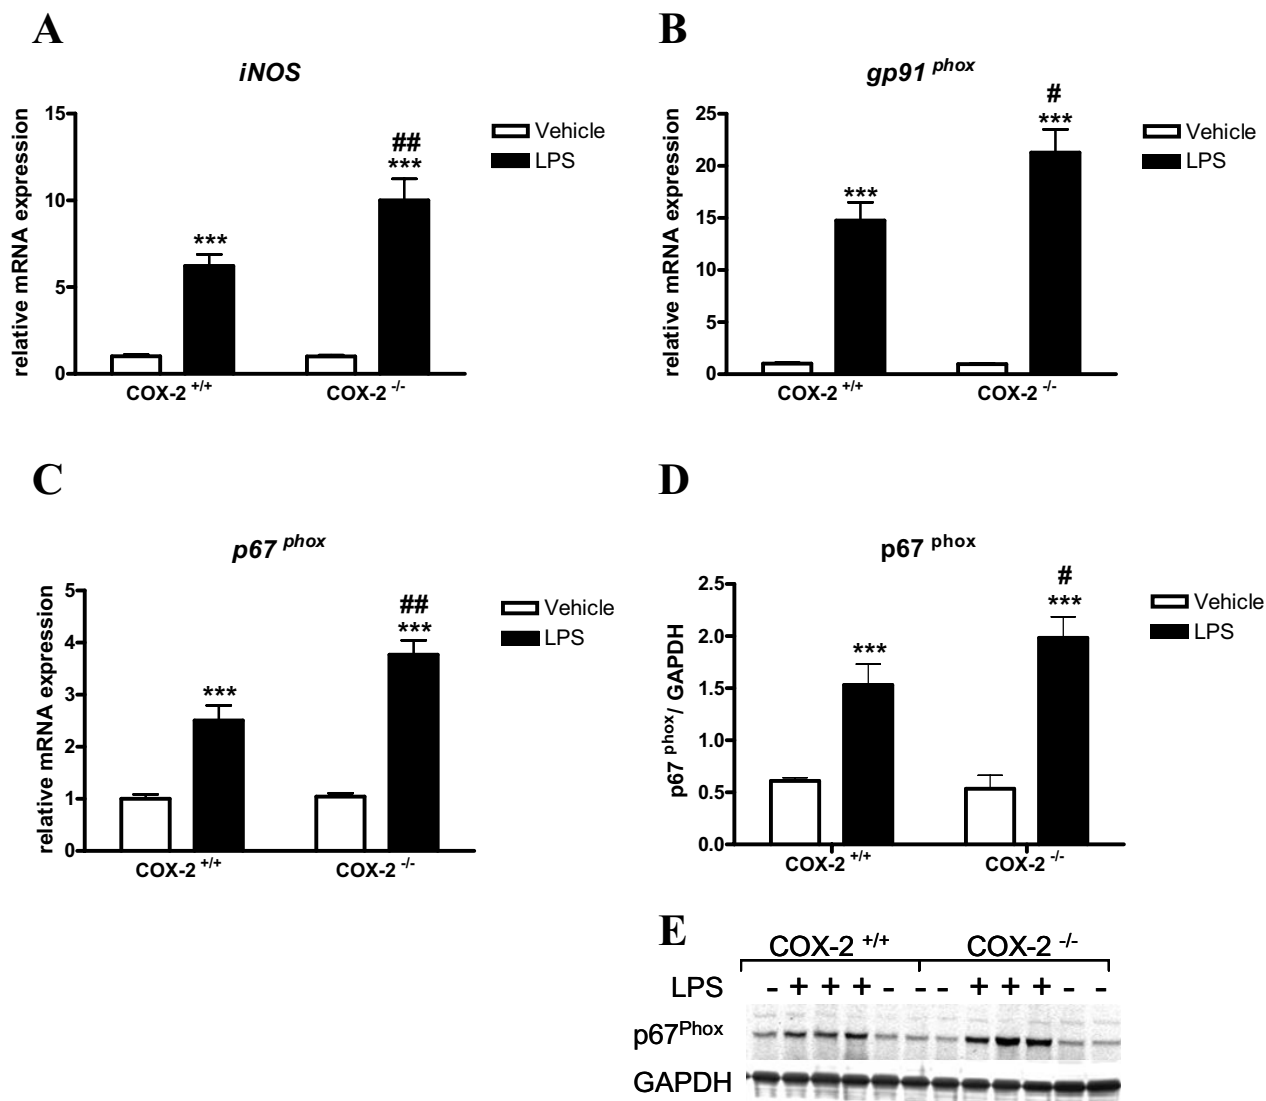 A
iNOS
relative mRNA expression
15
10
5
0
***
##
***
COX-2 +/+
COX-2 -/-
Vehicle
LPS
B
gp91 phox
relative mRNA expression
25
20
15
10
5
0
***
#
***
COX-2 +/+
COX-2 -/-
Vehicle
LPS
C
p67 phox
relative mRNA expression
5
4
3
2
1
0
***
##
***
COX-2 +/+
COX-2 -/-
Vehicle
LPS
D
p67 phox
p67 phox/ GAPDH
2.5
2.0
1.5
1.0
0.5
0.0
***
#
***
COX-2 +/+
COX-2 -/-
Vehicle
LPS
E
COX-2 +/+ COX-2 -/-
LPS - + + + - - - + + + - -
p67Phox
GAPDH